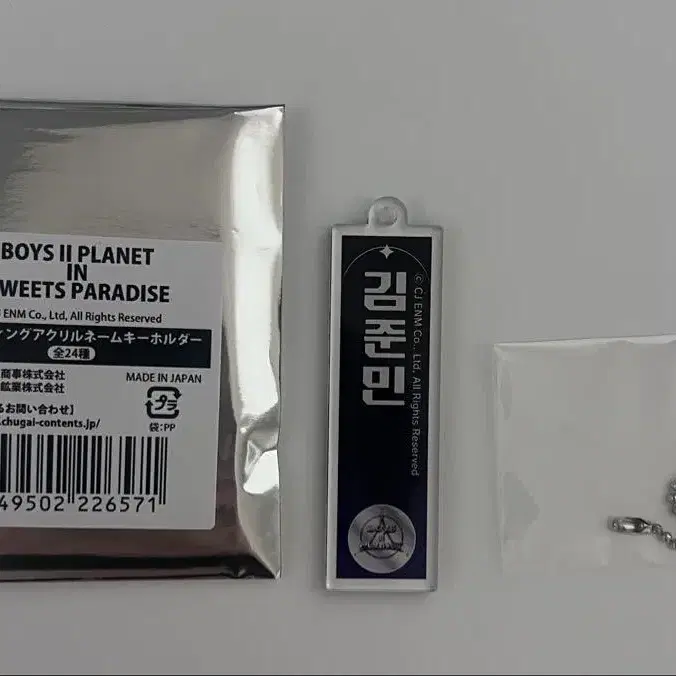 BOYS II PLANET
IN
WEETS PARADISE
ENM Co., Ltd, All Rights Reserved
ィングアクリルネームキーホルダー
全24種
商事株式会社
鉱業株式会社
MADE IN JAPAN
プラ
袋:PP
るお問い合わせ】
.chugai-contents.jp/
49502 226571
김준민
© CJ ENM Co., Ltd, All Rights Reserved